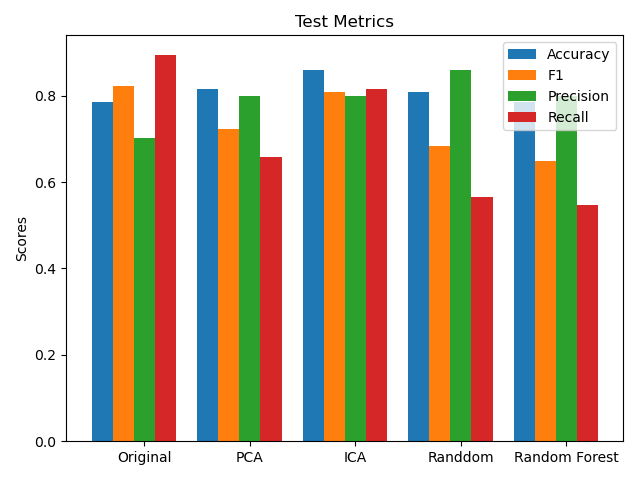 Test Metrics
Accuracy
F1
Precision
Recall
Scores
0.8
0.6
0.4
0.2
0.0
Original PCA ICA Randdom Random Forest